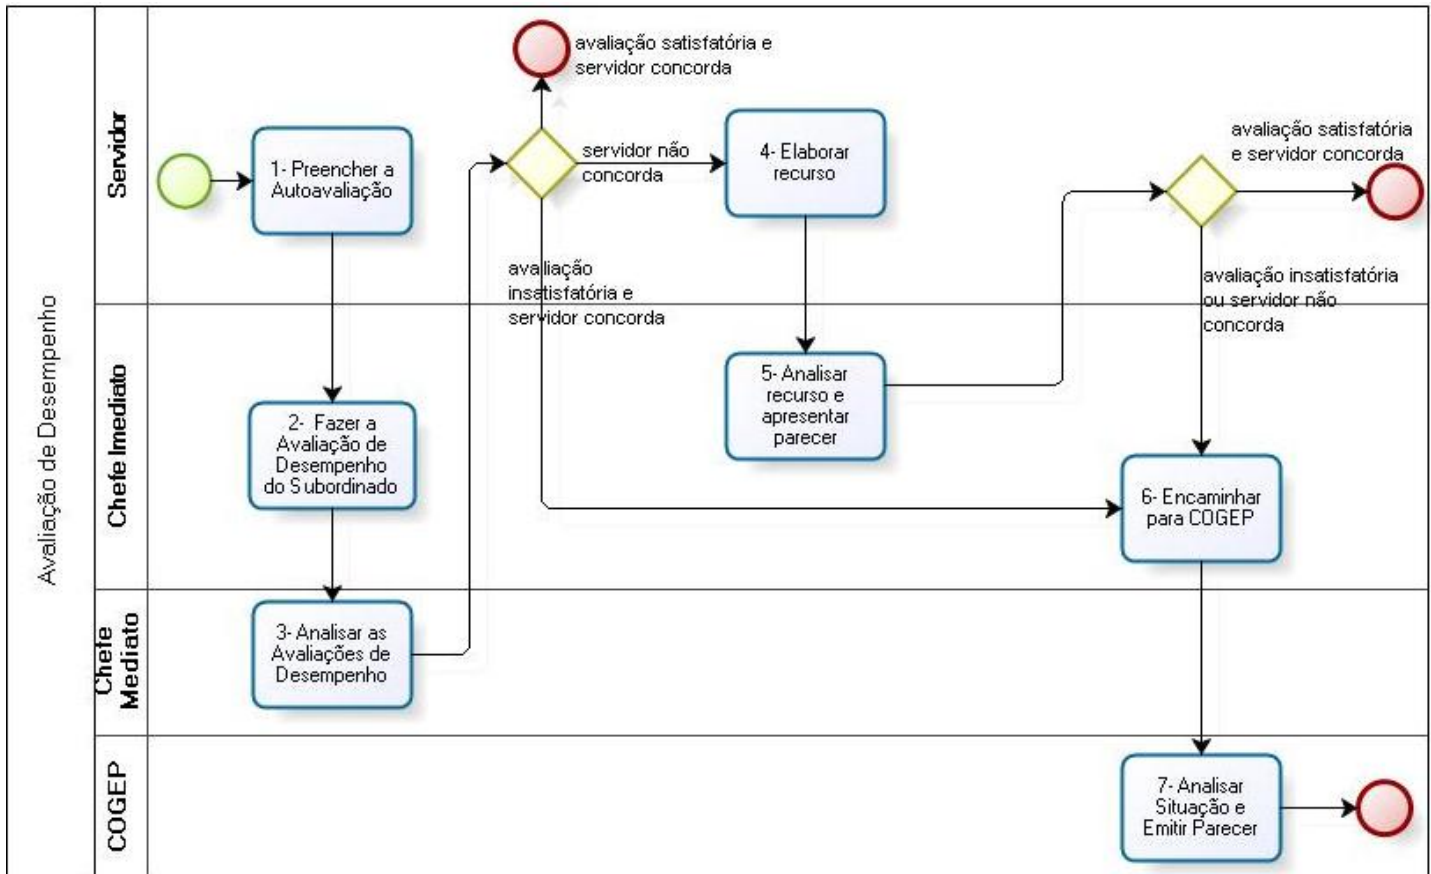 Avaliação de Desempenho
Servidor
1- Preencher a
Autoavaliação
avaliação satisfatória e
servidor concorda
servidor não
concorda
4- Elaborar
recurso
avaliação satisfatória
e servidor concorda
avaliação
insatisfatória e
servidor concorda
avaliação insatisfatória
ou servidor não
concorda
Chefe Imediato
2- Fazer a
Avaliação de
Desempenho
do Subordinado
5- Analisar
recurso e
apresentar
parecer
6- Encaminhar
para COGEP
Chefe
Mediato
3- Analisar as
Avaliações de
Desempenho
COGEP
7- Analisar
Situação e
Emitir Parecer